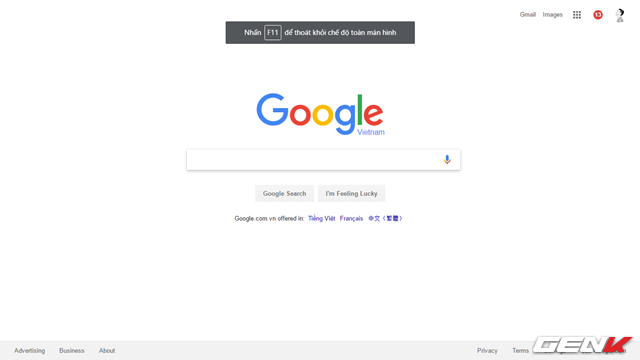 Gmail Images 13
Nhấn F11 để thoát khỏi chế độ toàn màn hình
Google
Vietnam
Google Search I'm Feeling Lucky
Google.com.vn offered in: Tiếng Việt Français 中文 (繁體)
Advertising Business About Privacy Terms
GENK